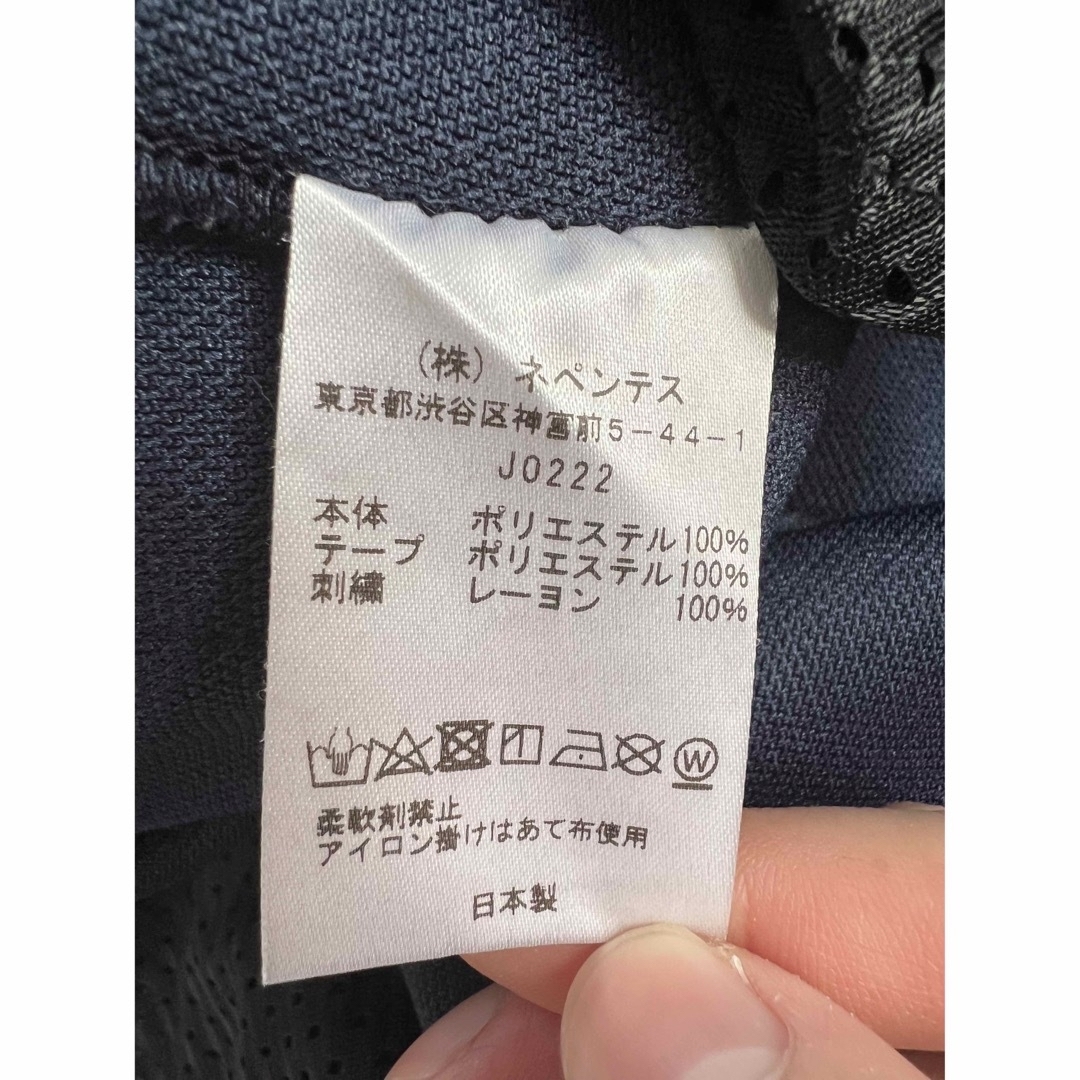 (株) ネペンテス
東京都渋谷区神宮前5-44-1
J0222
本体 ポリエステル100%
テープ ポリエステル100%
刺繍 レーヨン 100%
W
柔軟剤禁止
アイロン掛けはあて布使用
日本製